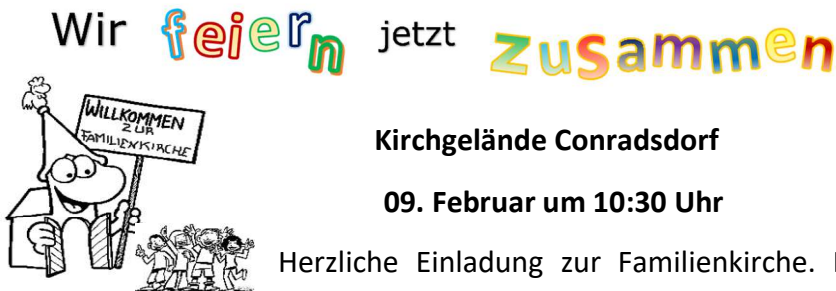 Wir feiern jetzt zusammen
WILLKOMMEN
ZUR
FAMILIENKIRCHE
Kirchgelände Conradsdorf
09. Februar um 10:30 Uhr
Herzliche Einladung zur Familienkirche.